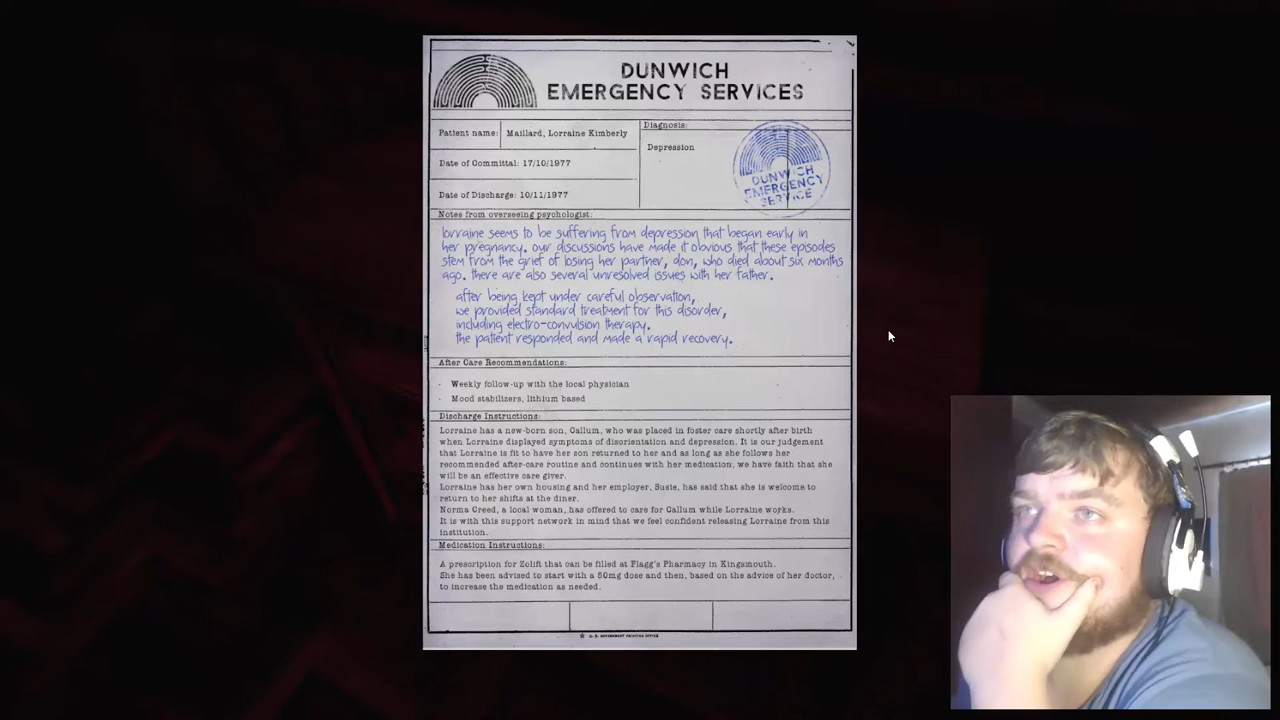 DUNWICH
EMERGENCY SERVICES
Patient name:
Maillard, Lorraine Kimberly
Date of Committal: 17/10/1977
Date of Discharge: 10/11/1977
Diagnosis:
Depression
DUNWICH
EMERGENCY
SERVICE
Notes from overseeing psychologist:
lorraine seems to be suffering from depression that began early in
her pregnancy. our discussions have made it obvious that these episodes
stem from the grief of losing her partner, don, who died about six months
ago. there are also several unresolved issues with her father.
after being kept under careful observation,
we provided standard treatment for this disorder,
including electro-convulsion therapy.
the patient responded and made a rapid recovery.
After Care Recommendations:
- Weekly follow-up with the local physician
- Mood stabilizers, lithium based
Discharge Instructions:
Lorraine has a new-born son, Callum, who was placed in foster care shortly after birth
when Lorraine displayed symptoms of disorientation and depression. It is our judgement
that Lorraine is fit to have her son returned to her and as long as she follows her
recommended after-care routine and continues with her medication, we have faith that she
will be an effective care giver.
Lorraine has her own housing and her employer, Susie, has said that she is welcome to
return to her shifts at the diner.
Norma Creed, a local woman, has offered to care for Callum while Lorraine works.
It is with this support network in mind that we feel confident releasing Lorraine from this
institution.
Medication Instructions:
A prescription for Zolift that can be filled at Flagg's Pharmacy in Kingsmouth.
She has been advised to start with a 50mg dose and then, based on the advice of her doctor,
to increase the medication as needed.
GOVERNMENT PRINTING OFFICE